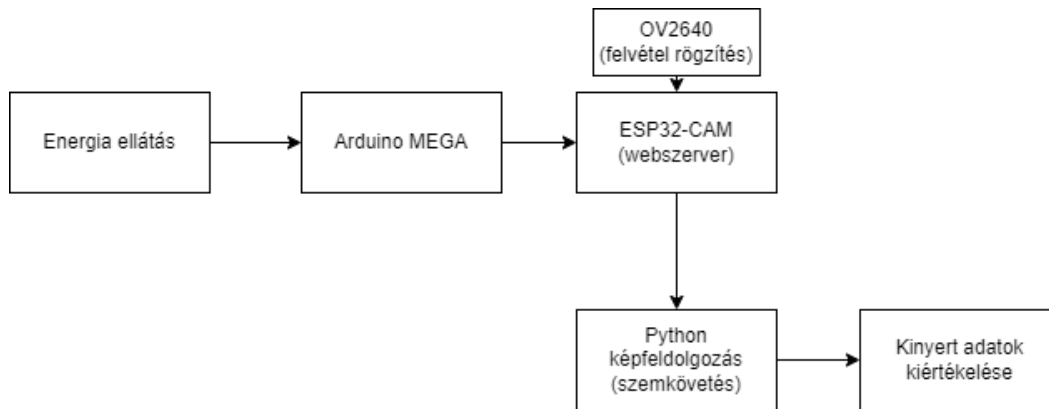 OV2640
(felvétel rögzítés)
Energia ellátás
Arduino MEGA
ESP32-CAM
(webszerver)
Python
képfeldolgozás
(szemkövetés)
Kinyert adatok
kiértékelése